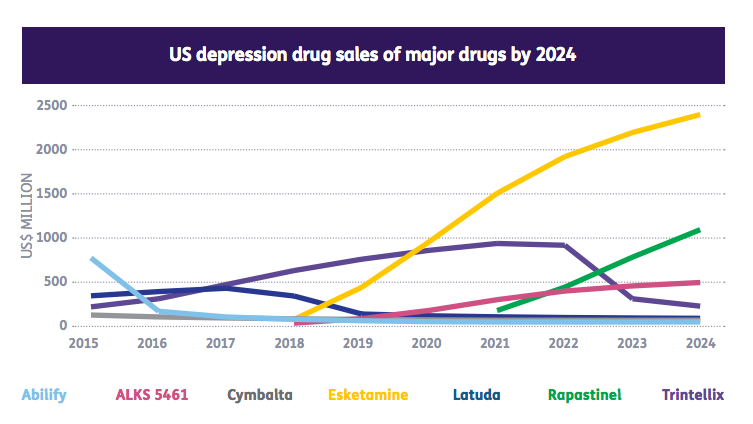 US depression drug sales of major drugs by 2024
2500
2000
1500
1000
500
0
US$ MILLION
2015 2016 2017 2018 2019 2020 2021 2022 2023 2024
Abilify ALKS 5461 Cymbalta Esketamine Latuda Rapastinel Trintellix